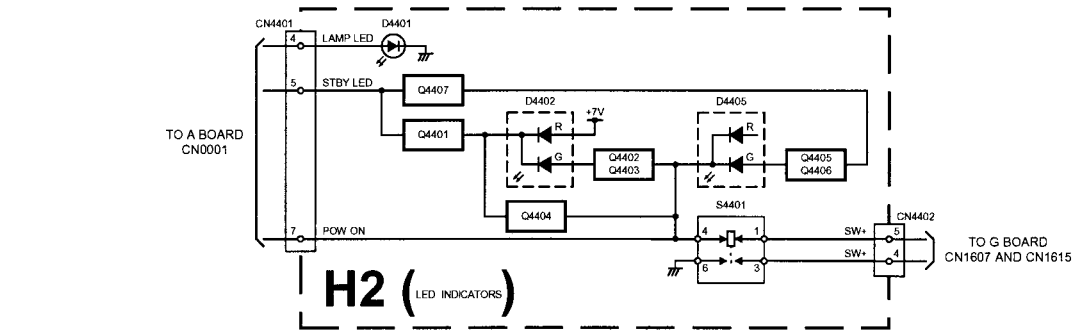 CN4401
D4401
4
LAMP LED
5
STBY LED
Q4407
D4402
+7V
D4405
R
R
TO A BOARD
CN0001
Q4401
G
Q4402
Q4403
G
Q4405
Q4406
Q4404
S4401
CN4402
7
POW ON
4
1
SW+
5
TO G BOARD
CN1607 AND CN1615
6
3
SW+
4
H2 (LED INDICATORS)